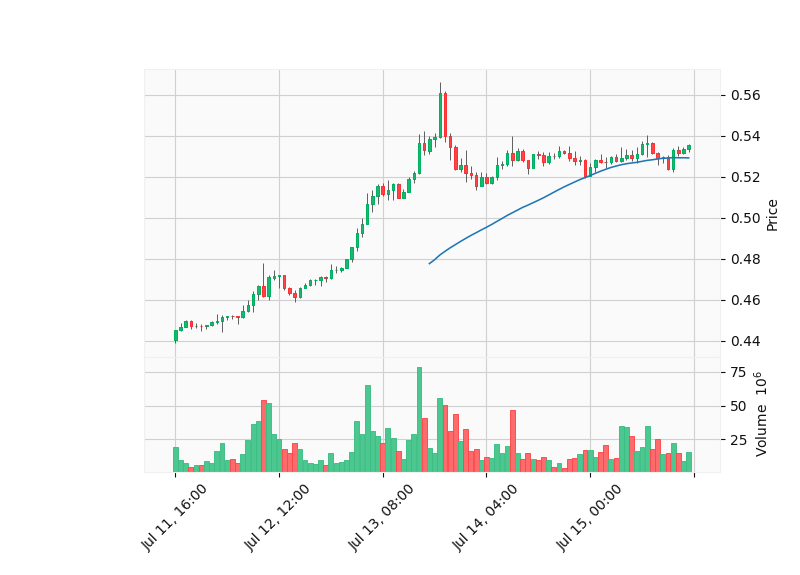 0.56
0.54
0.52
0.50
0.48
0.46
0.44
Price
75
50
25
Volume 10⁶
Jul 11, 16:00
Jul 12, 12:00
Jul 13, 08:00
Jul 14, 04:00
Jul 15, 00:00